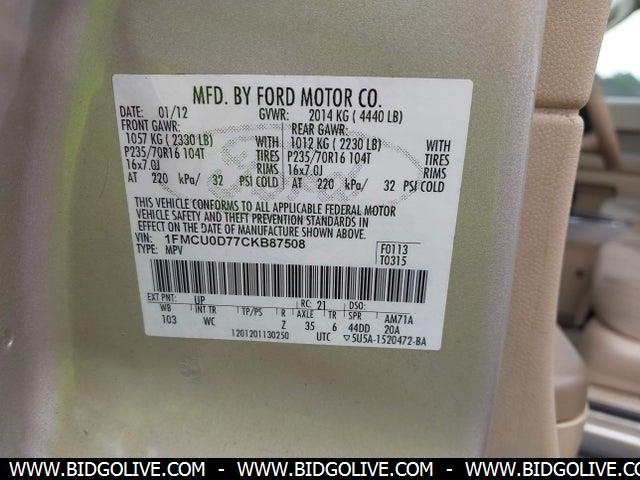 MFD. BY FORD MOTOR CO.
DATE: 01/12 GVWR: 2014 KG ( 4440 LB)
FRONT GAWR: REAR GAWR:
1057 KG ( 2330 LB) WITH 1012 KG ( 2230 LB) WITH
P235/70R16 104T TIRES P235/70R16 104T TIRES
16x7.0J RIMS 16x7.0J RIMS
AT 220 kPa/ 32 PSI COLD AT 220 kPa/ 32 PSI COLD
THIS VEHICLE CONFORMS TO ALL APPLICABLE FEDERAL MOTOR
VEHICLE SAFETY AND THEFT PREVENTION STANDARDS IN
EFFECT ON THE DATE OF MANUFACTURE SHOWN ABOVE.
VIN: 1FMCU0D77CKB87508 F0113
TYPE: MPV T0315
EXT PNT: UP RC: 21 DSO:
WB INT TR TP/PS R AXLE TR SPR AM71A
103 WC Z 35 6 44DD 20A
1201201130250 UTC ▽5U5A-1520472-BA
Ford
WWW.BIDGOLIVE.COM - WWW.BIDGOLIVE.COM - WWW.BIDGOLIVE.COM